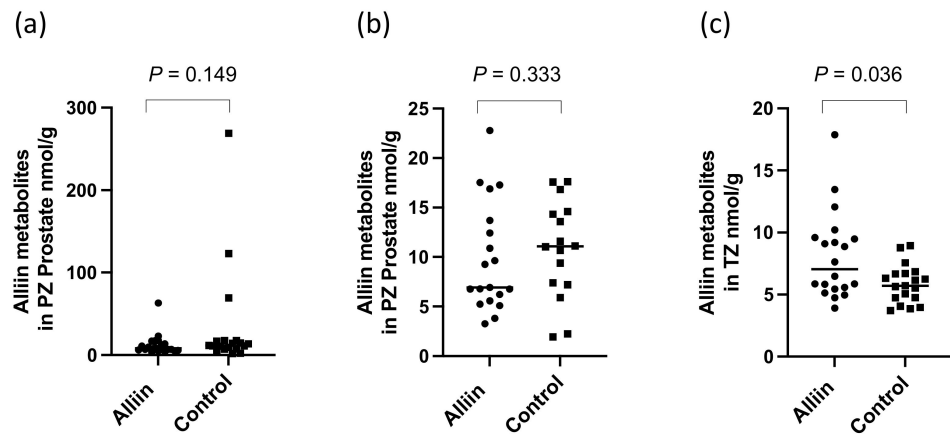 (a)
P = 0.149
Alliin metabolites
in PZ Prostate nmol/g
300
200
100
0
Alliin
Control
(b)
P = 0.333
Alliin metabolites
in PZ Prostate nmol/g
25
20
15
10
5
0
Alliin
Control
(c)
P = 0.036
Alliin metabolites
in TZ nmol/g
20
15
10
5
0
Alliin
Control